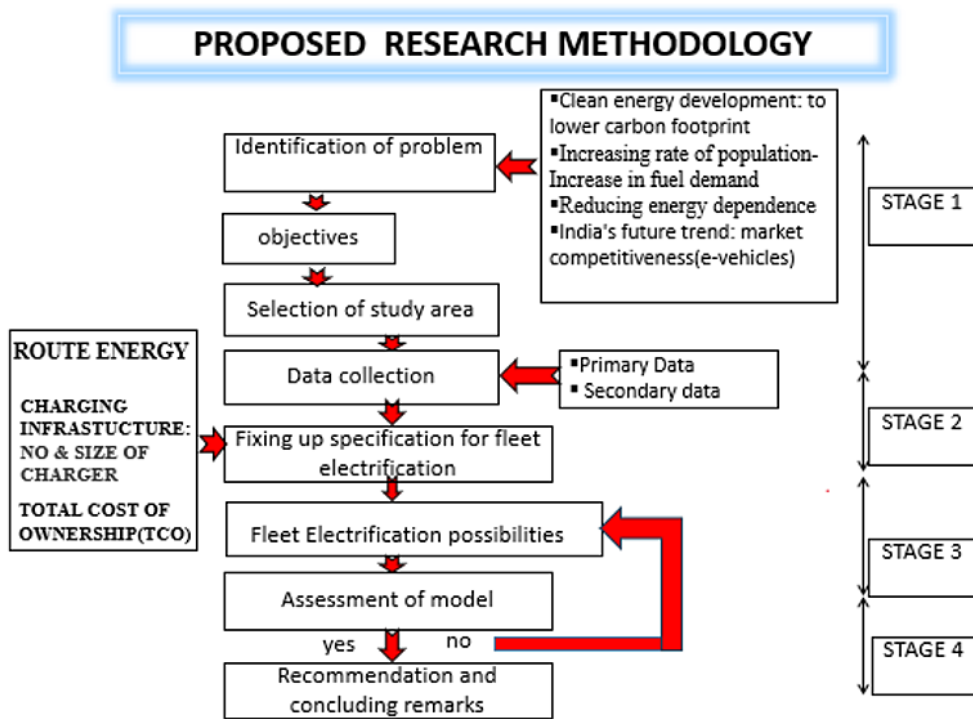 PROPOSED RESEARCH METHODOLOGY
Identification of problem
▪Clean energy development: to
lower carbon footprint
▪Increasing rate of population-
Increase in fuel demand
▪Reducing energy dependence
▪India's future trend: market
competitiveness(e-vehicles)
STAGE 1
objectives
Selection of study area
Data collection
▪Primary Data
▪ Secondary data
ROUTE ENERGY
CHARGING
INFRASTUCTURE:
NO & SIZE OF
CHARGER
TOTAL COST OF
OWNERSHIP(TCO)
STAGE 2
Fixing up specification for fleet
electrification
Fleet Electrification possibilities
STAGE 3
Assessment of model
yes no
STAGE 4
Recommendation and
concluding remarks